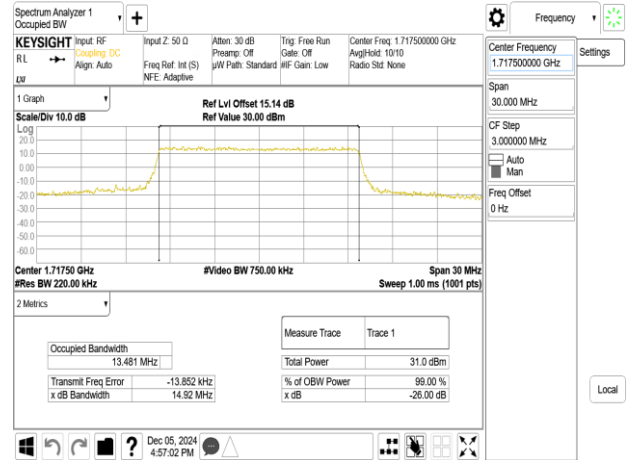 Spectrum Analyzer 1
Occupied BW
Frequency
KEYSIGHT
RL
LXI
Input: RF
Coupling: DC
Align: Auto
Input Z: 50 Ω
Freq Ref: Int (S)
NFE: Adaptive
Atten: 30 dB
Preamp: Off
µW Path: Standard
Trig: Free Run
Gate: Off
#IF Gain: Low
Center Freq: 1.717500000 GHz
Avg|Hold: 10/10
Radio Std: None
Center Frequency
1.717500000 GHz
Settings
Span
30.000 MHz
CF Step
3.000000 MHz
Auto
Man
Freq Offset
0 Hz
1 Graph
Scale/Div 10.0 dB
Ref Lvl Offset 15.14 dB
Ref Value 30.00 dBm
Log
20.0
10.0
0.00
-10.0
-20.0
-30.0
-40.0
-50.0
-60.0
Center 1.71750 GHz
#Res BW 220.00 kHz
#Video BW 750.00 kHz
Span 30 MHz
Sweep 1.00 ms (1001 pts)
2 Metrics
Occupied Bandwidth
13.481 MHz
Transmit Freq Error -13.852 kHz
x dB Bandwidth 14.92 MHz
Measure Trace Trace 1
Total Power 31.0 dBm
% of OBW Power 99.00 %
x dB -26.00 dB
Local
?
Dec 05, 2024
4:57:02 PM